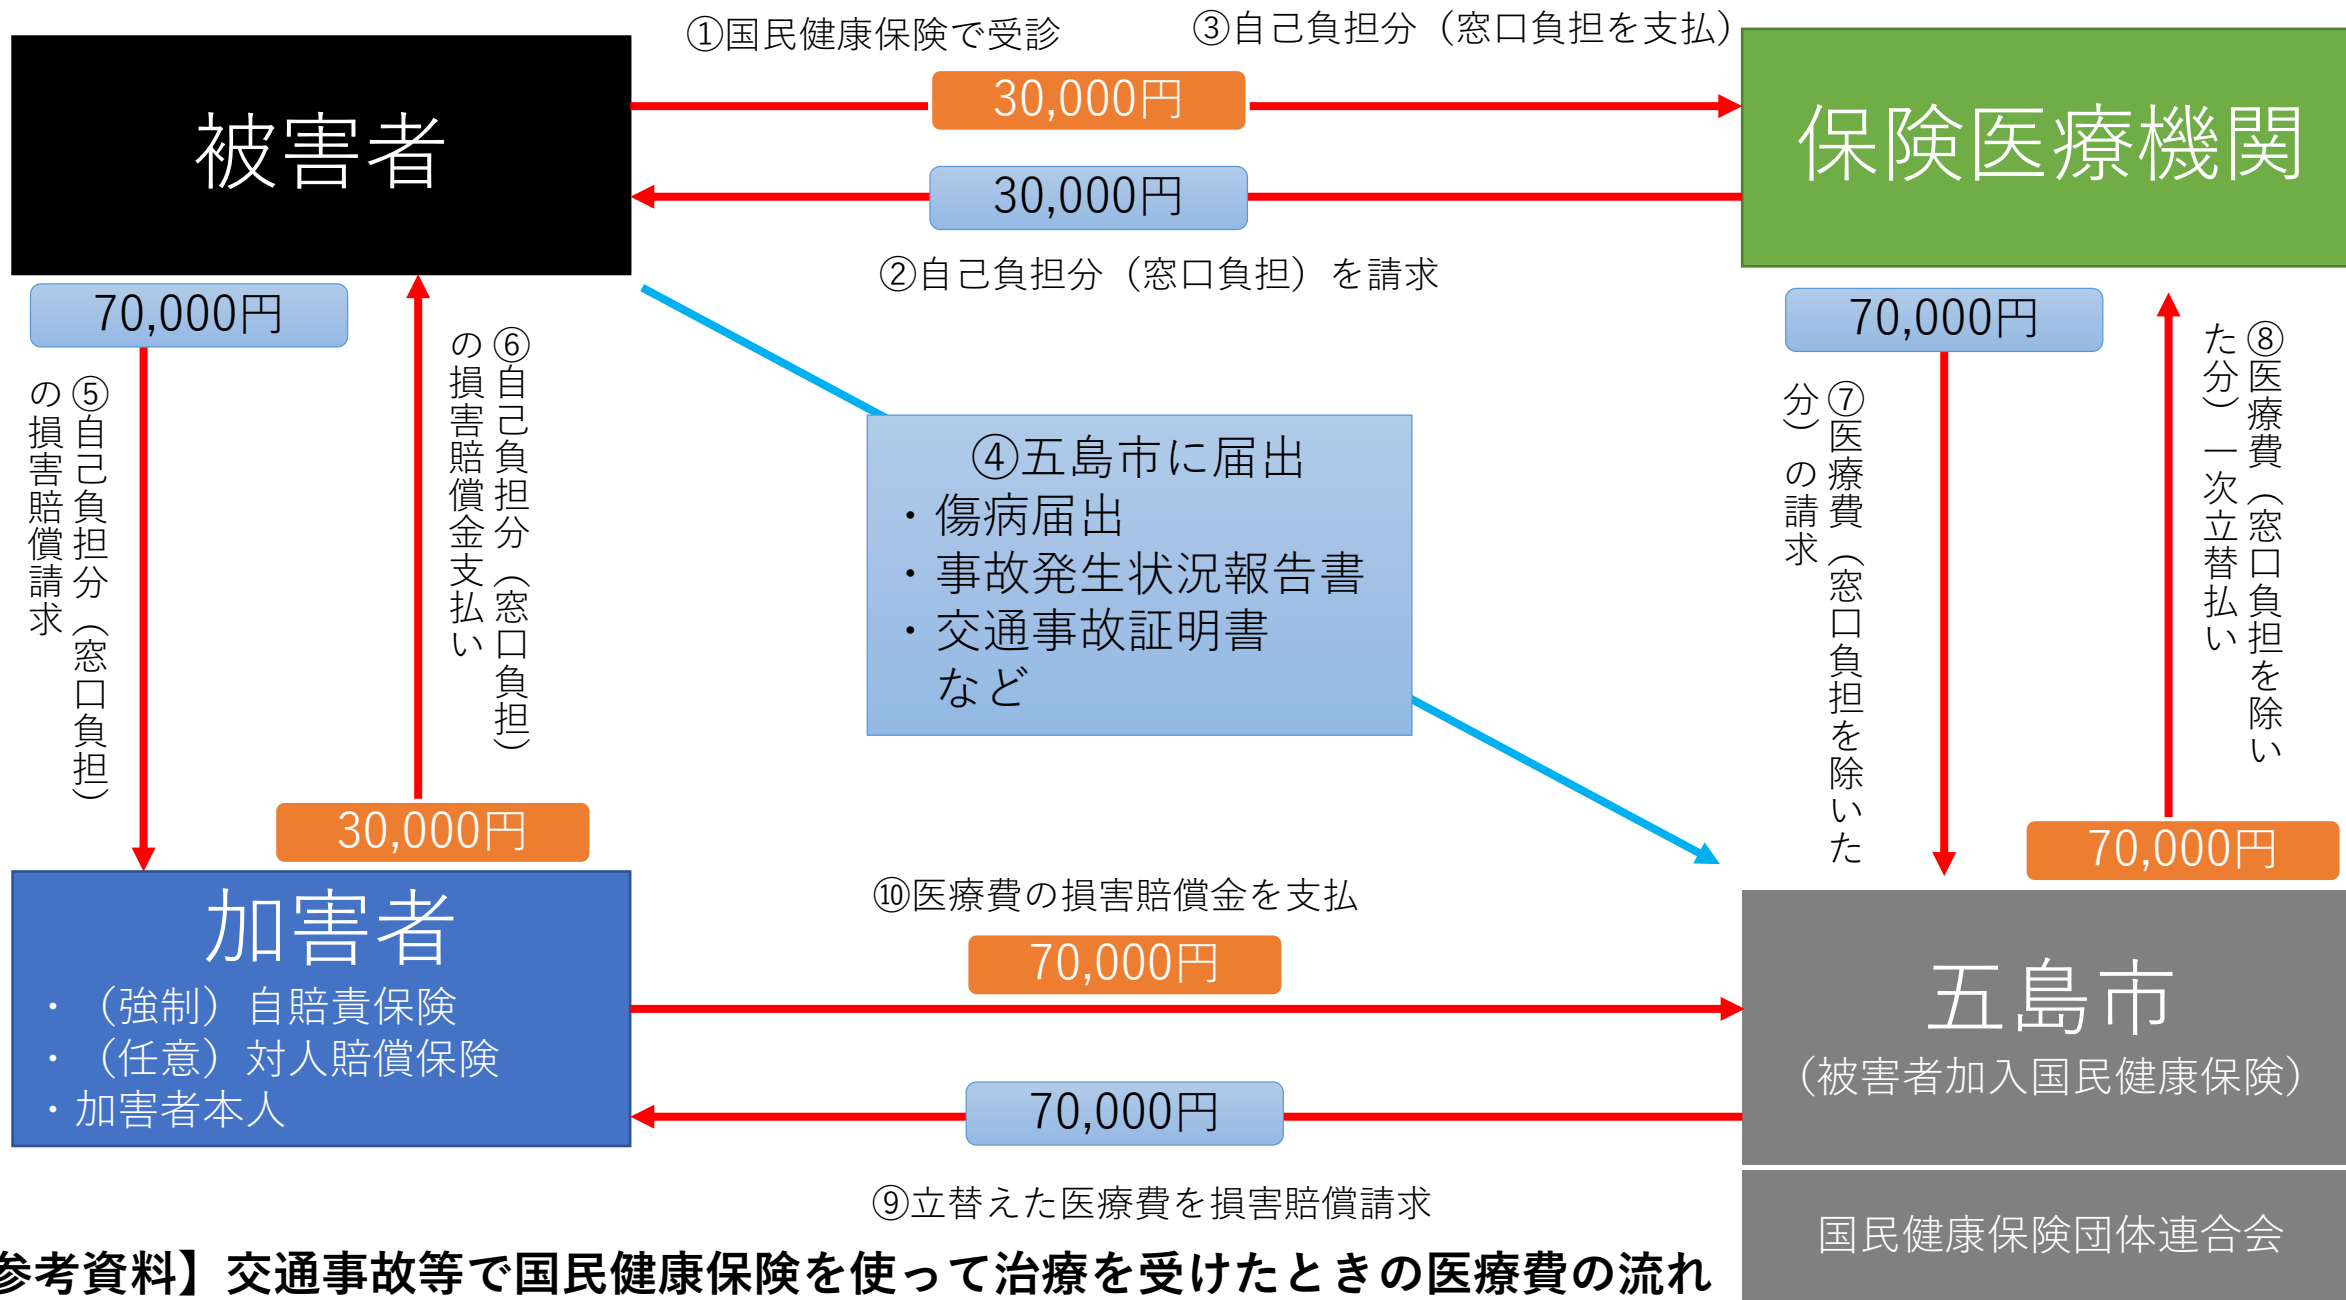 ①国民健康保険で受診
③自己負担分（窓口負担を支払）
被害者
30,000円
保険医療機関
30,000円
②自己負担分（窓口負担）を請求
70,000円
⑤自己負担分（窓口負担）
の損害賠償請求
⑥自己負担分（窓口負担）
の損害賠償金支払い
30,000円
④五島市に届出
・傷病届出
・事故発生状況報告書
・交通事故証明書
など
70,000円
⑦医療費（窓口負担を除いた
分）の請求
⑧医療費（窓口負担を除い
た分）一次立替払い
70,000円
加害者
・（強制）自賠責保険
・（任意）対人賠償保険
・加害者本人
⑩医療費の損害賠償金を支払
70,000円
70,000円
⑨立替えた医療費を損害賠償請求
五島市
（被害者加入国民健康保険）
国民健康保険団体連合会
参考資料】交通事故等で国民健康保険を使って治療を受けたときの医療費の流れ